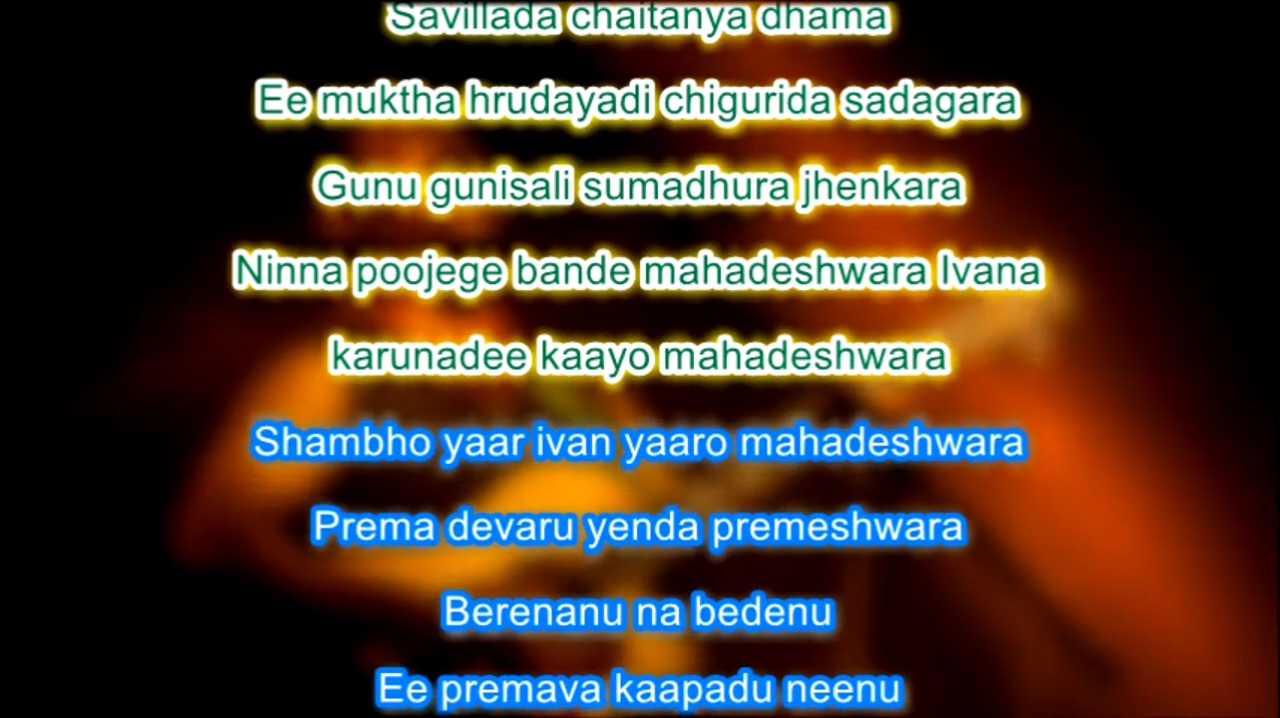 Savillada chaitanya dhama
Ee muktha hrudayadi chigurida sadagara
Gunu gunisali sumadhura jhenkara
Ninna poojege bande mahadeshwara Ivana
karunadee kaayo mahadeshwara
Shambho yaar ivan yaaro mahadeshwara
Prema devaru yenda premeshwara
Berenanu na bedenu
Ee premava kaapadu neenu